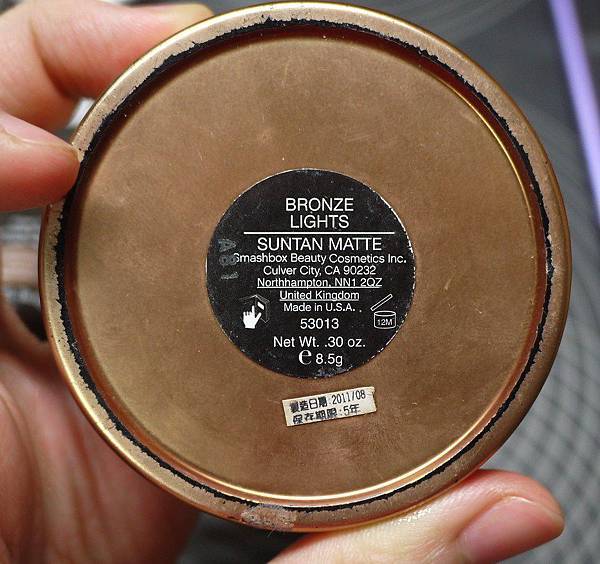 BRONZE
LIGHTS
SUNTAN MATTE
Smashbox Beauty Cosmetics Inc.
Culver City, CA 90232
Northhampton, NN1 2QZ
United Kingdom
Made in U.S.A.
53013
Net Wt. .30 oz.
e 8.5g
A81
12M
製造日期:2011/08
保存期限:5年